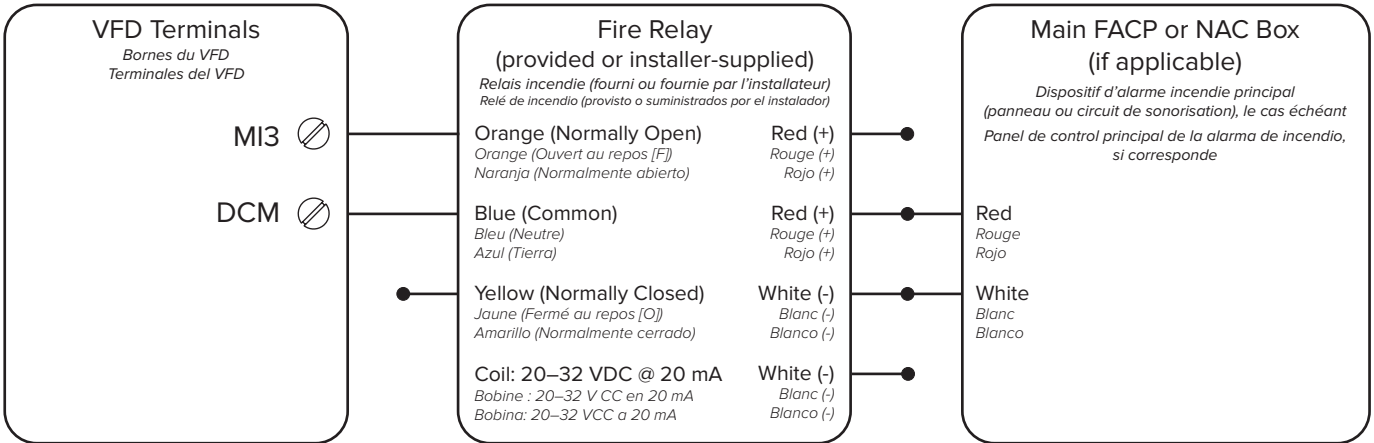 VFD Terminals
Bornes du VFD
Terminales del VFD
MI3
DCM
Fire Relay
(provided or installer-supplied)
Relais incendie (fourni ou fournie par l'installateur)
Relé de incendio (provisto o suministrados por el instalador)
Orange (Normally Open)
Orange (Ouvert au repos [F])
Naranja (Normalmente abierto)
Red (+)
Rouge (+)
Rojo (+)
Blue (Common)
Bleu (Neutre)
Azul (Tierra)
Red (+)
Rouge (+)
Rojo (+)
Yellow (Normally Closed)
Jaune (Fermé au repos [O])
Amarillo (Normalmente cerrado)
White (-)
Blanc (-)
Blanco (-)
Coil: 20–32 VDC @ 20 mA
Bobine : 20–32 V CC en 20 mA
Bobina: 20–32 VCC a 20 mA
White (-)
Blanc (-)
Blanco (-)
Main FACP or NAC Box
(if applicable)
Dispositif d'alarme incendie principal
(panneau ou circuit de sonorisation), le cas échéant
Panel de control principal de la alarma de incendio,
si corresponde
Red
Rouge
Rojo
White
Blanc
Blanco